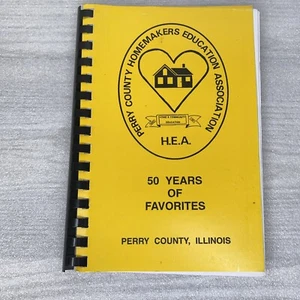 PERRY COUNTY HOMEMAKERS EDUCATION ASSOCIATION
H.E.A.
50 YEARS
OF
FAVORITES
PERRY COUNTY, ILLINOIS